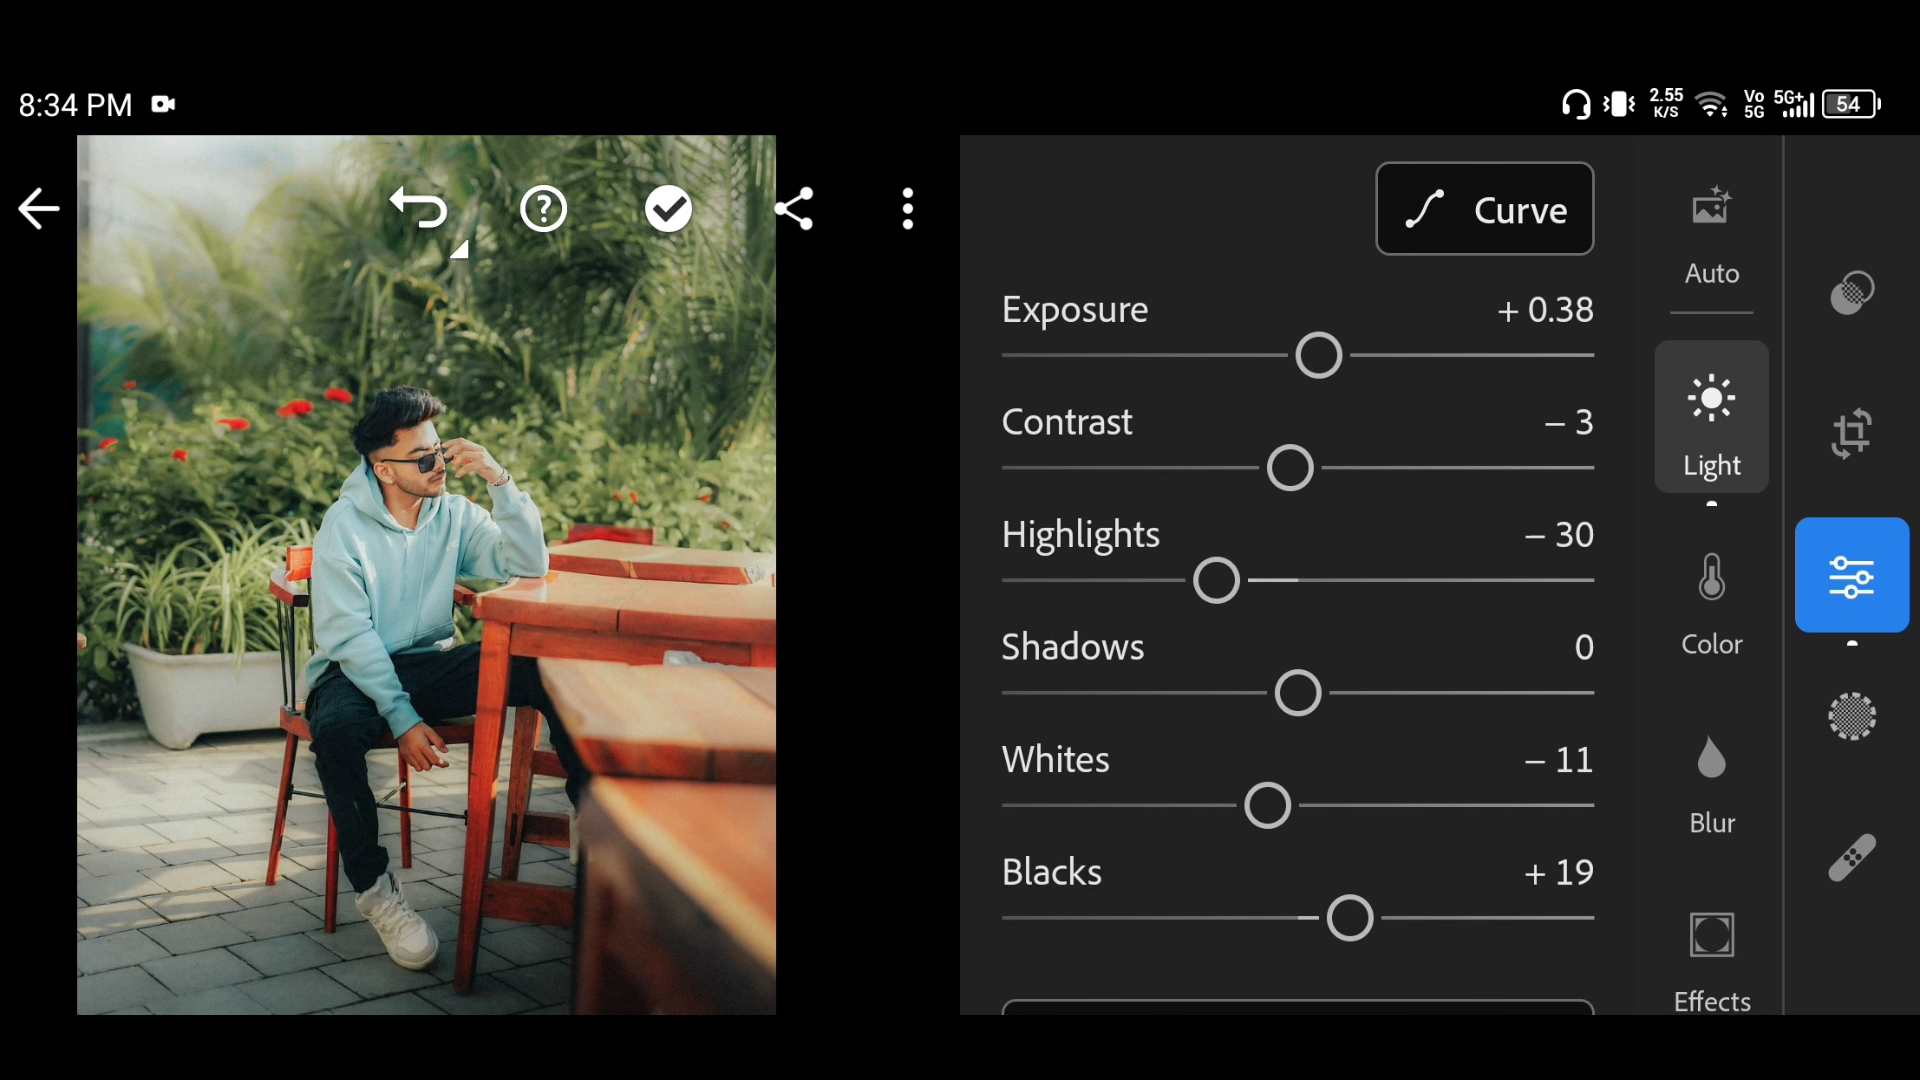 8:34 PM
2.55 K/S
Vo 5G
5G+
54
Curve
Exposure + 0.38
Contrast – 3
Highlights – 30
Shadows 0
Whites – 11
Blacks + 19
Auto
Light
Color
Blur
Effects